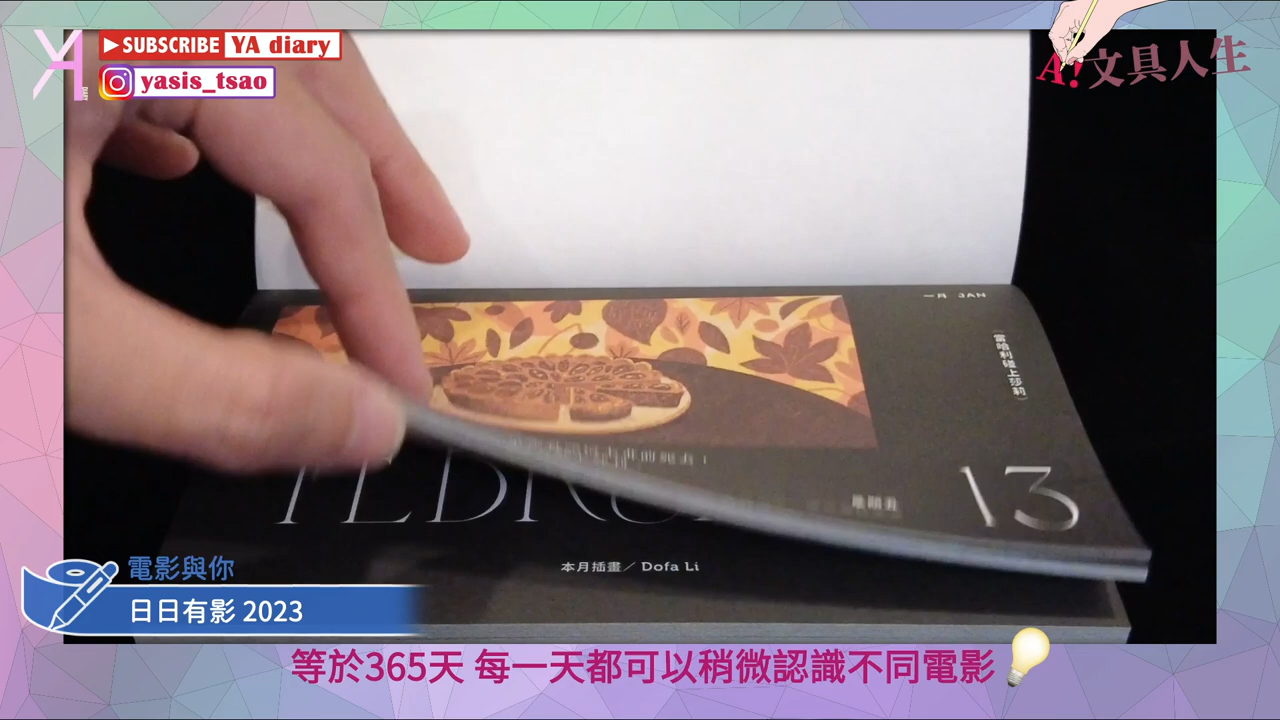 YA
DIARY
SUBSCRIBE YA diary
yasis_tsao
A!文具人生
一月 JAN
《當哈利碰上莎莉》
13
本月插畫／Dofa Li
電影與你
日日有影 2023
等於365天 每一天都可以稍微認識不同電影